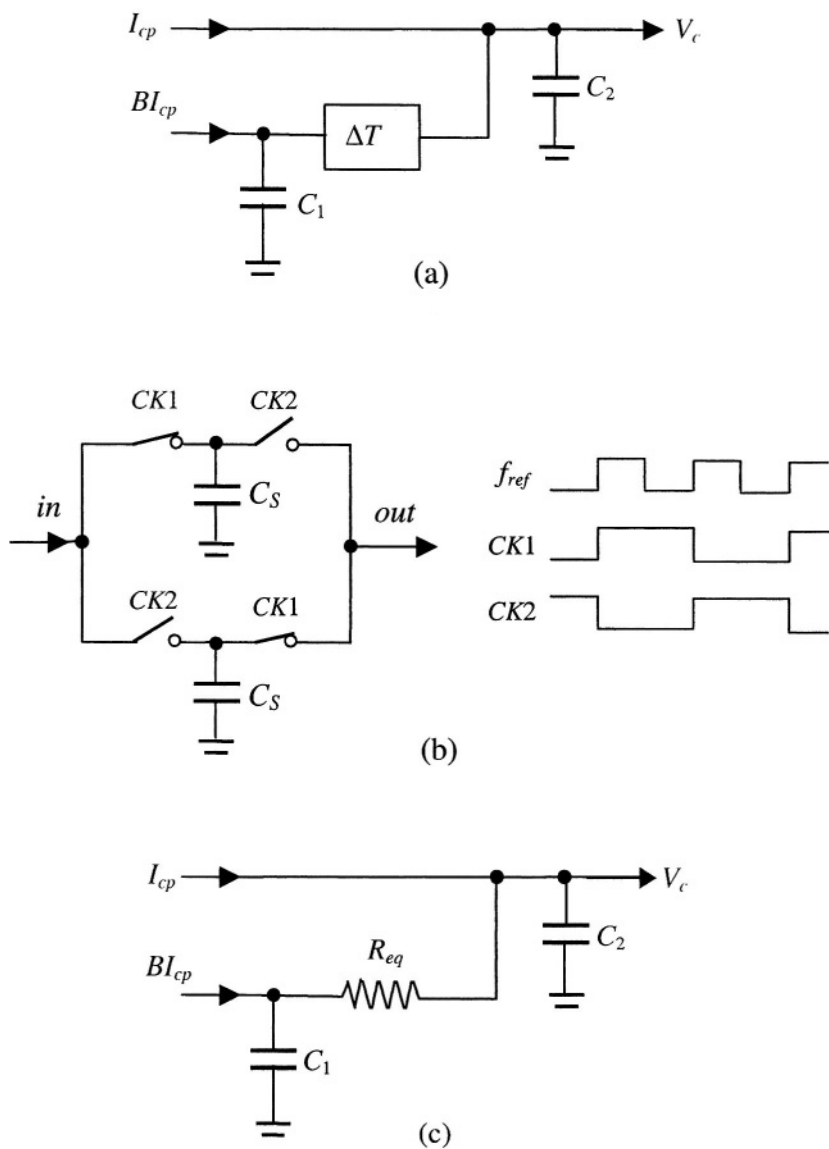 I_cp V_c
C_2
BI_cp
ΔT
C_1
(a)
CK1 CK2
f_ref
C_S
in out CK1
CK2 CK1 CK2
C_S
(b)
I_cp V_c
C_2
R_eq
BI_cp
C_1
(c)